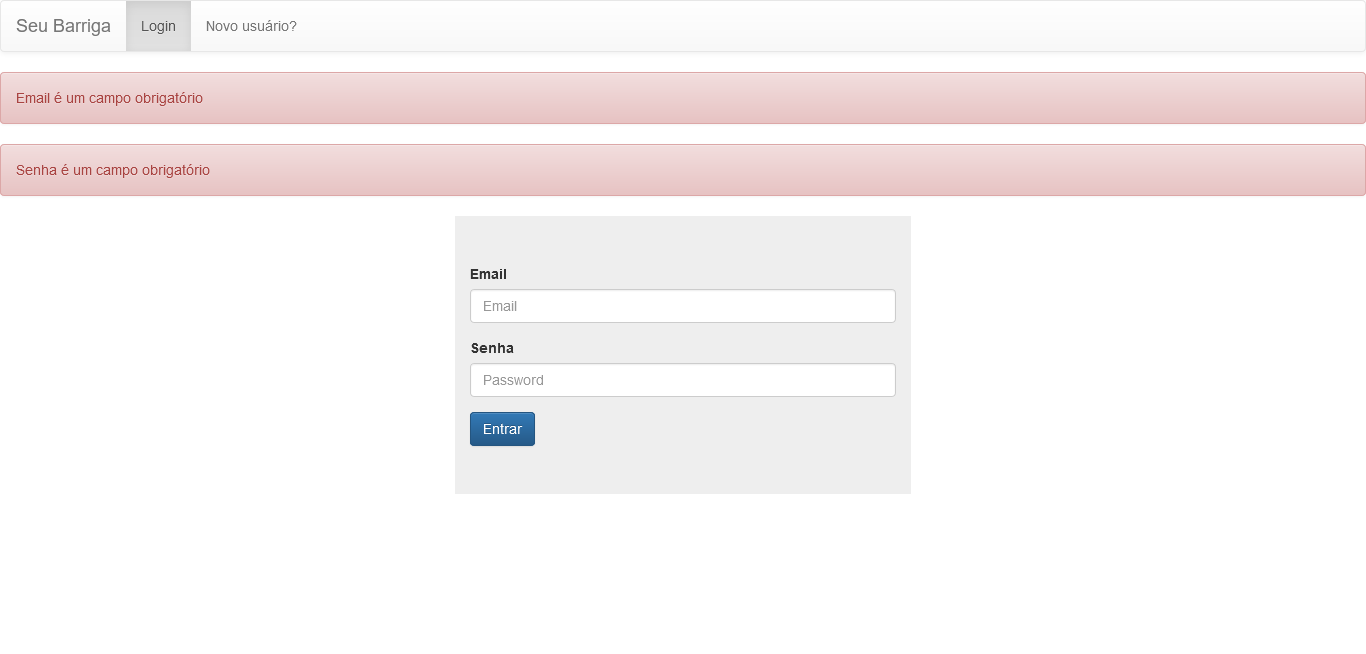 Seu Barriga Login Novo usuário?
Email é um campo obrigatório
Senha é um campo obrigatório
Email
Email
Senha
Password
Entrar